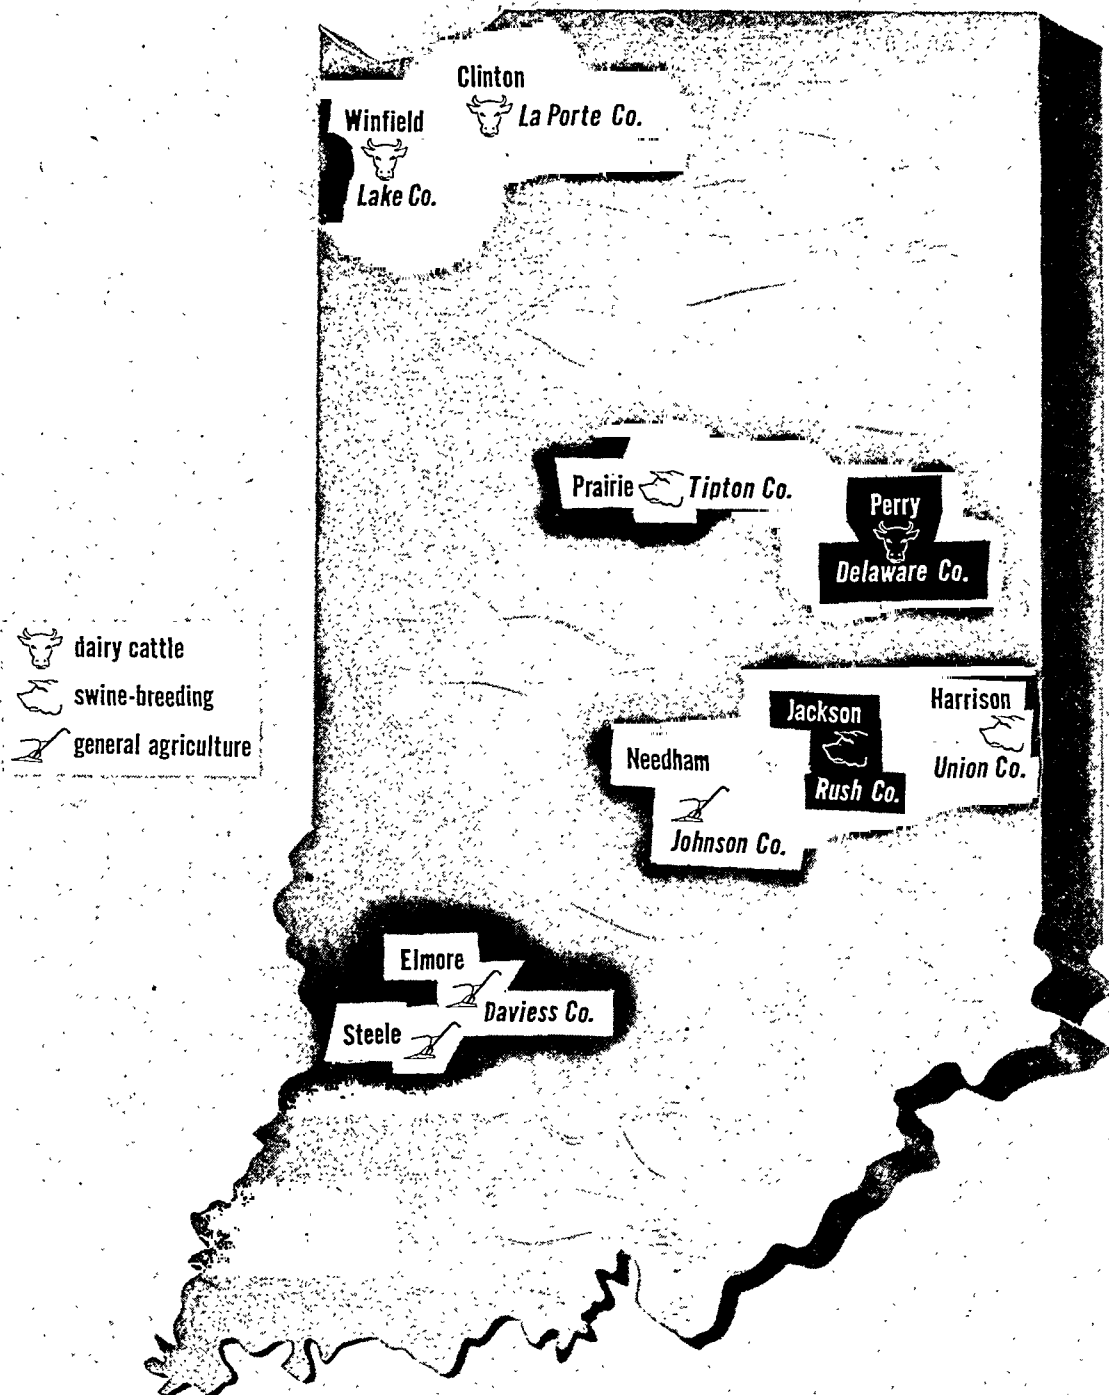 Clinton
La Porte Co.
Winfield
Lake Co.
Prairie Tipton Co.
Perry
Delaware Co.
dairy cattle
swine-breeding
general agriculture
Jackson
Rush Co.
Harrison
Union Co.
Needham
Johnson Co.
Elmore
Daviess Co.
Steele